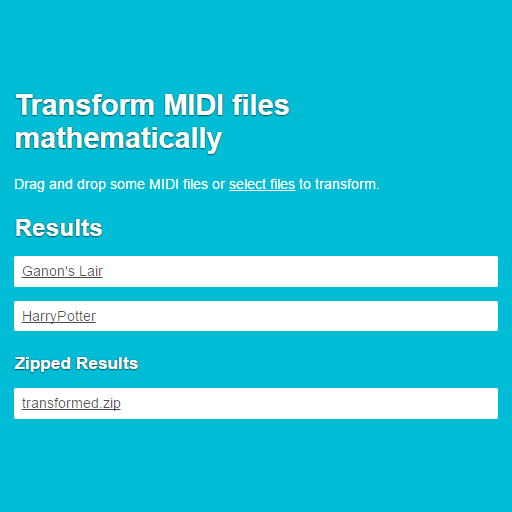 Transform MIDI files
mathematically
Drag and drop some MIDI files or select files to transform.
Results
Ganon's Lair
HarryPotter
Zipped Results
transformed.zip